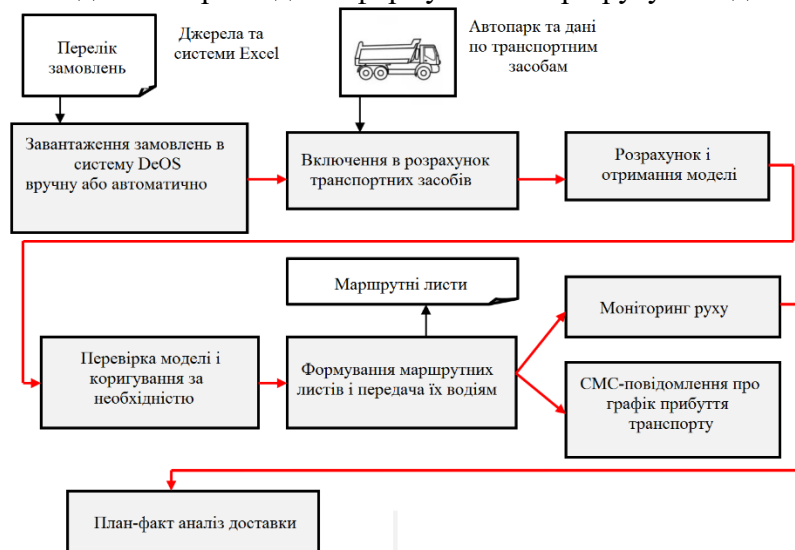 Перелік
замовлень
Джерела та
системи Excel
Автопарк та дані
по транспортним
засобам
Завантаження замовлень в
систему DeOS
вручну або автоматично
Включення в розрахунок
транспортних засобів
Розрахунок і
отримання моделі
Маршрутні листи
Перевірка моделі і
коригування за
необхідністю
Формування маршрутних
листів і передача їх водіям
Моніторинг руху
СМС-повідомлення про
графік прибуття
транспорту
План-факт аналіз доставки